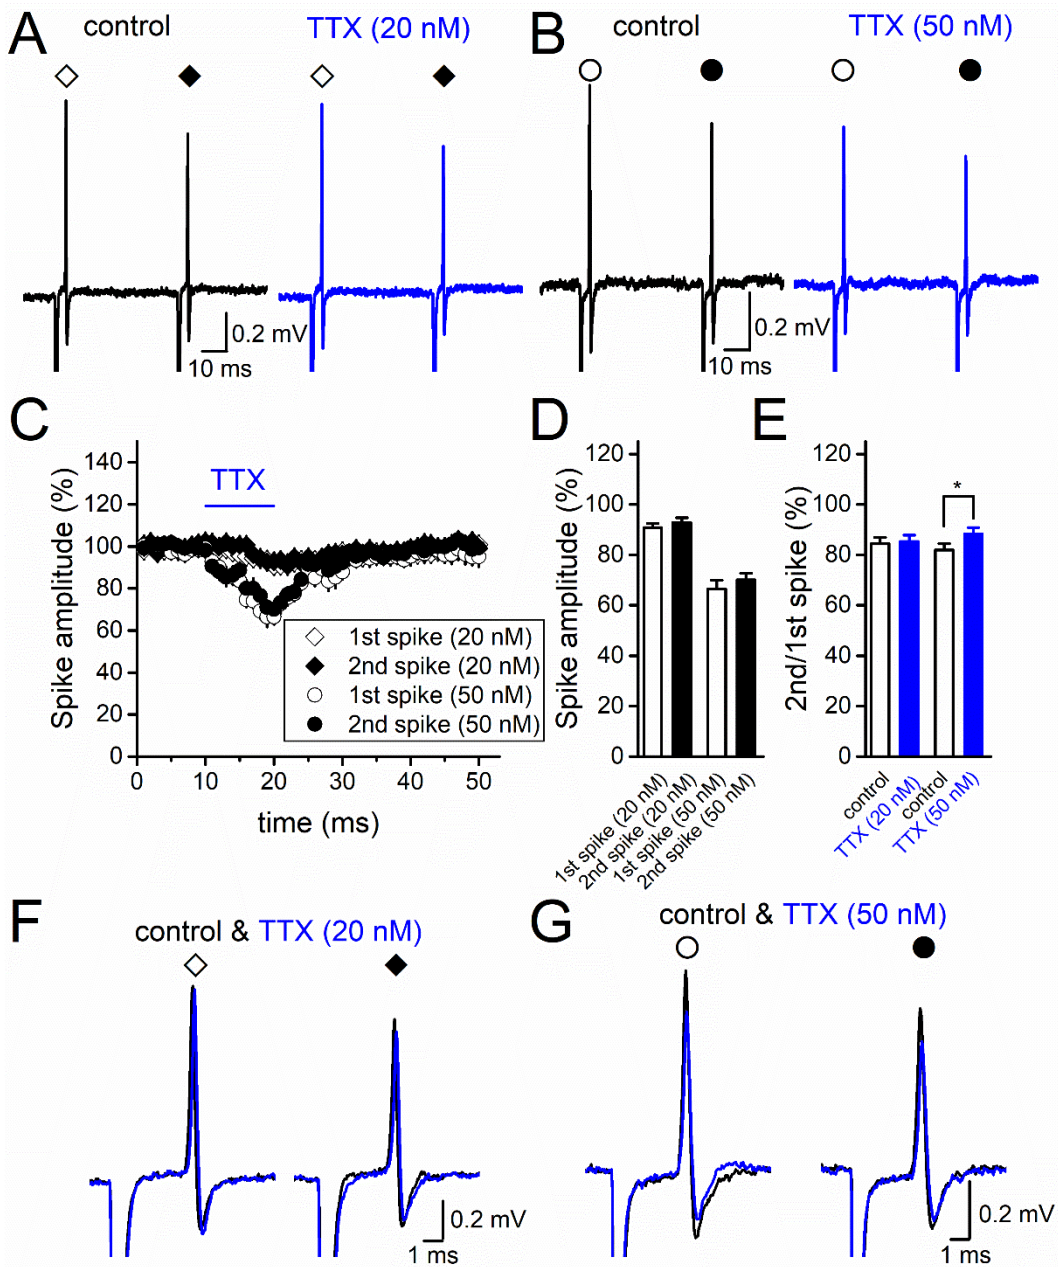 A
control
TTX (20 nM)
0.2 mV
10 ms
B
control
TTX (50 nM)
0.2 mV
10 ms
C
Spike amplitude (%)
140
120
100
80
60
40
20
0
TTX
1st spike (20 nM)
2nd spike (20 nM)
1st spike (50 nM)
2nd spike (50 nM)
0 10 20 30 40 50
time (ms)
D
Spike amplitude (%)
120
100
80
60
40
20
0
1st spike (20 nM)
2nd spike (20 nM)
1st spike (50 nM)
2nd spike (50 nM)
E
2nd/1st spike (%)
120
100
80
60
40
20
0
*
control
TTX (20 nM)
control
TTX (50 nM)
F
control & TTX (20 nM)
0.2 mV
1 ms
G
control & TTX (50 nM)
0.2 mV
1 ms